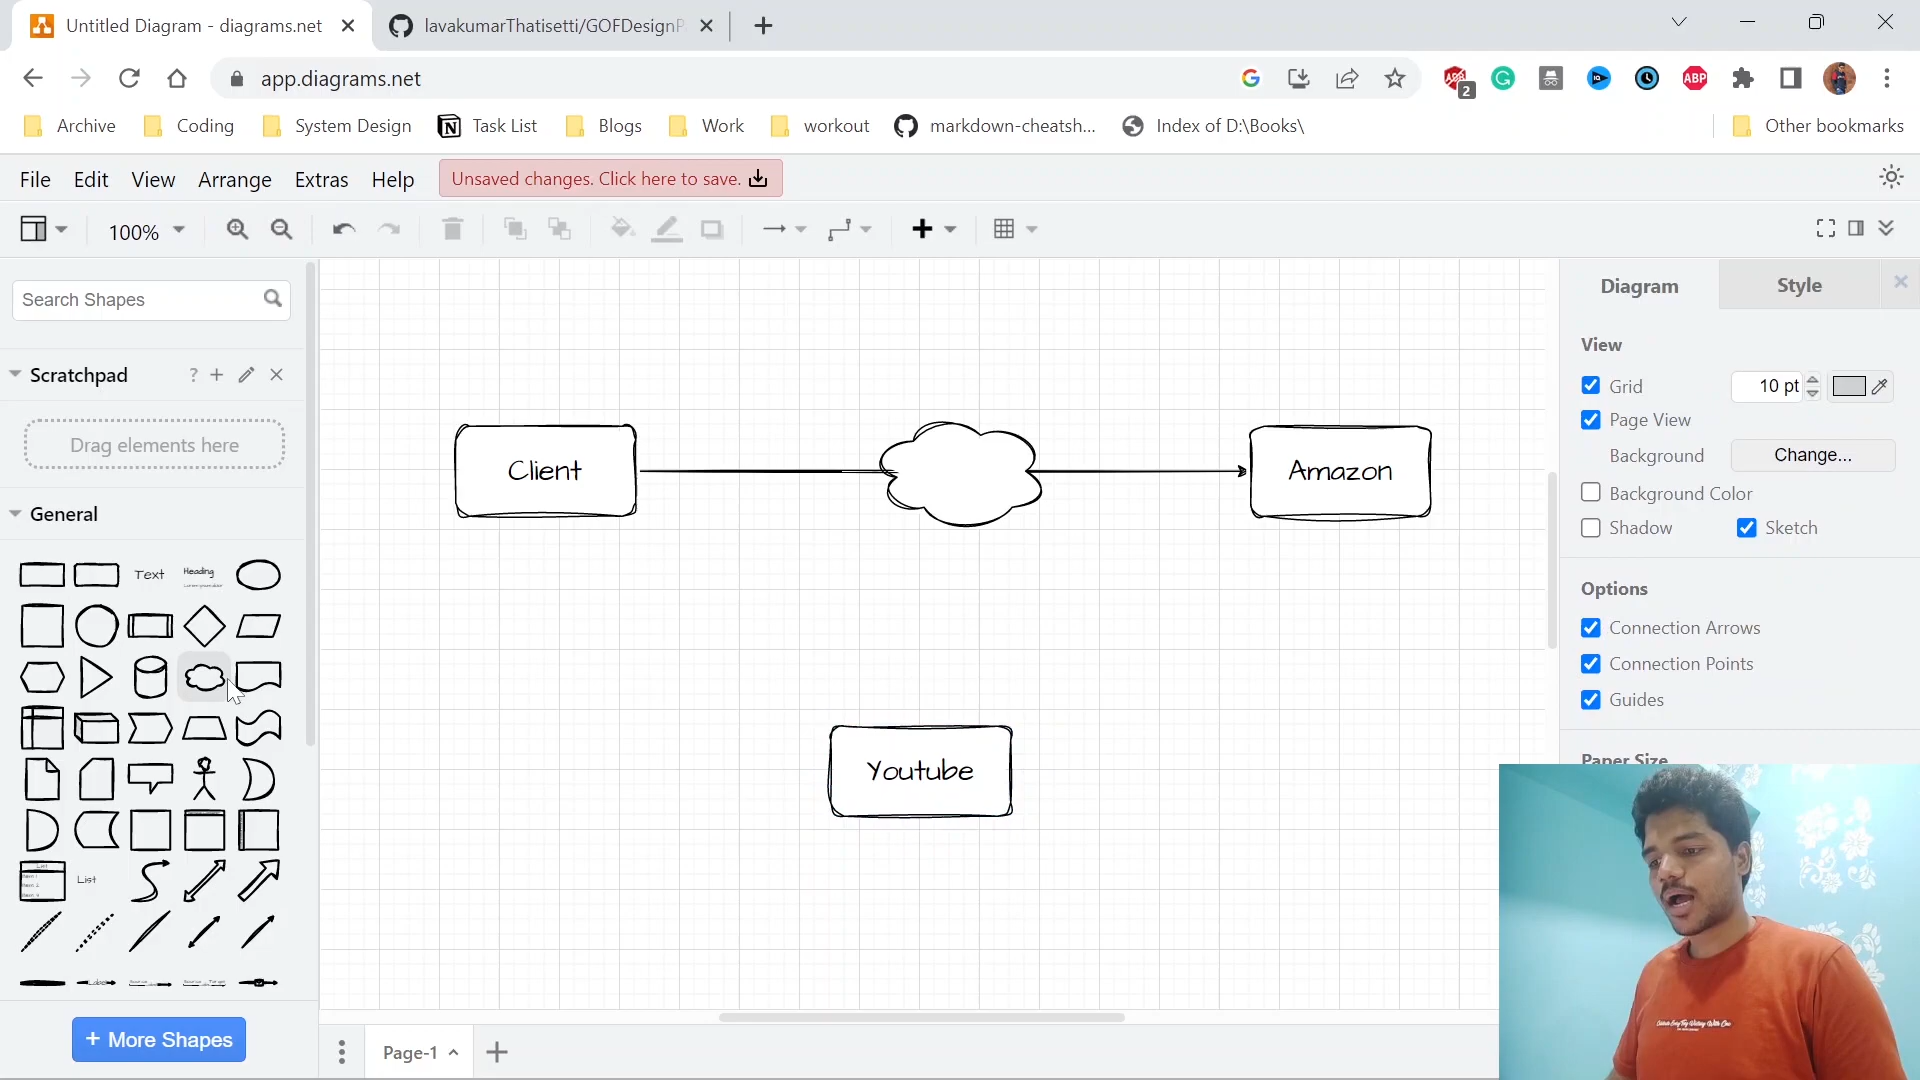 Untitled Diagram - diagrams.net
lavakumarThatisetti/GOFDesignP
app.diagrams.net
2
ABP
Archive
Coding
System Design
Task List
Blogs
Work
workout
markdown-cheatsh...
Index of D:\Books\
Other bookmarks
File
Edit
View
Arrange
Extras
Help
Unsaved changes. Click here to save.
100%
Search Shapes
Scratchpad
?
Drag elements here
General
Text
Heading
List
List
Label
+ More Shapes
Client
Amazon
Youtube
Page-1
Diagram
Style
View
Grid
10 pt
Page View
Background
Change...
Background Color
Shadow
Sketch
Options
Connection Arrows
Connection Points
Guides
Paper Size